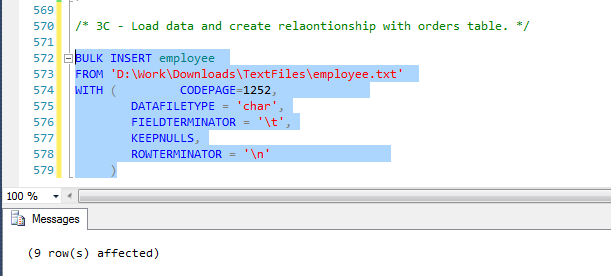 569
570 /* 3C - Load data and create relaontionship with orders table. */
571
572 BULK INSERT employee
573 FROM 'D:\Work\Downloads\TextFiles\employee.txt'
574 WITH ( CODEPAGE=1252,
575 DATAFILETYPE = 'char',
576 FIELDTERMINATOR = '\t',
577 KEEPNULLS,
578 ROWTERMINATOR = '\n'
579 )
100 %
Messages
(9 row(s) affected)